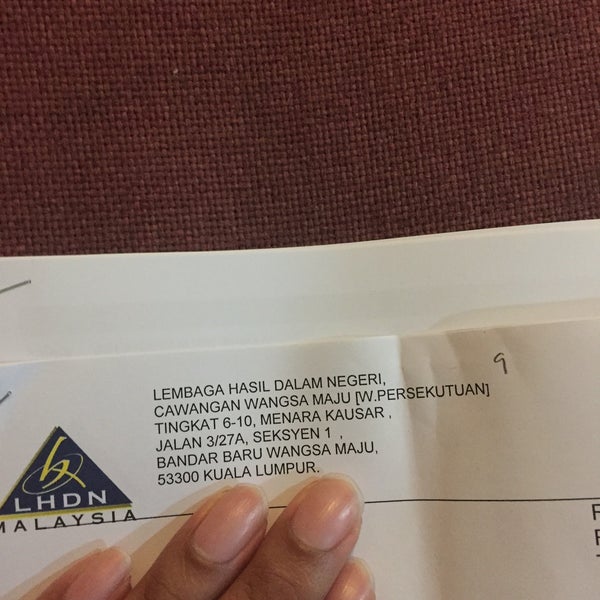 LEMBAGA HASIL DALAM NEGERI,
CAWANGAN WANGSA MAJU [W.PERSEKUTUAN]
TINGKAT 6-10, MENARA KAUSAR ,
JALAN 3/27A, SEKSYEN 1 ,
BANDAR BARU WANGSA MAJU,
53300 KUALA LUMPUR.
9
LHDN
MALAYSIA